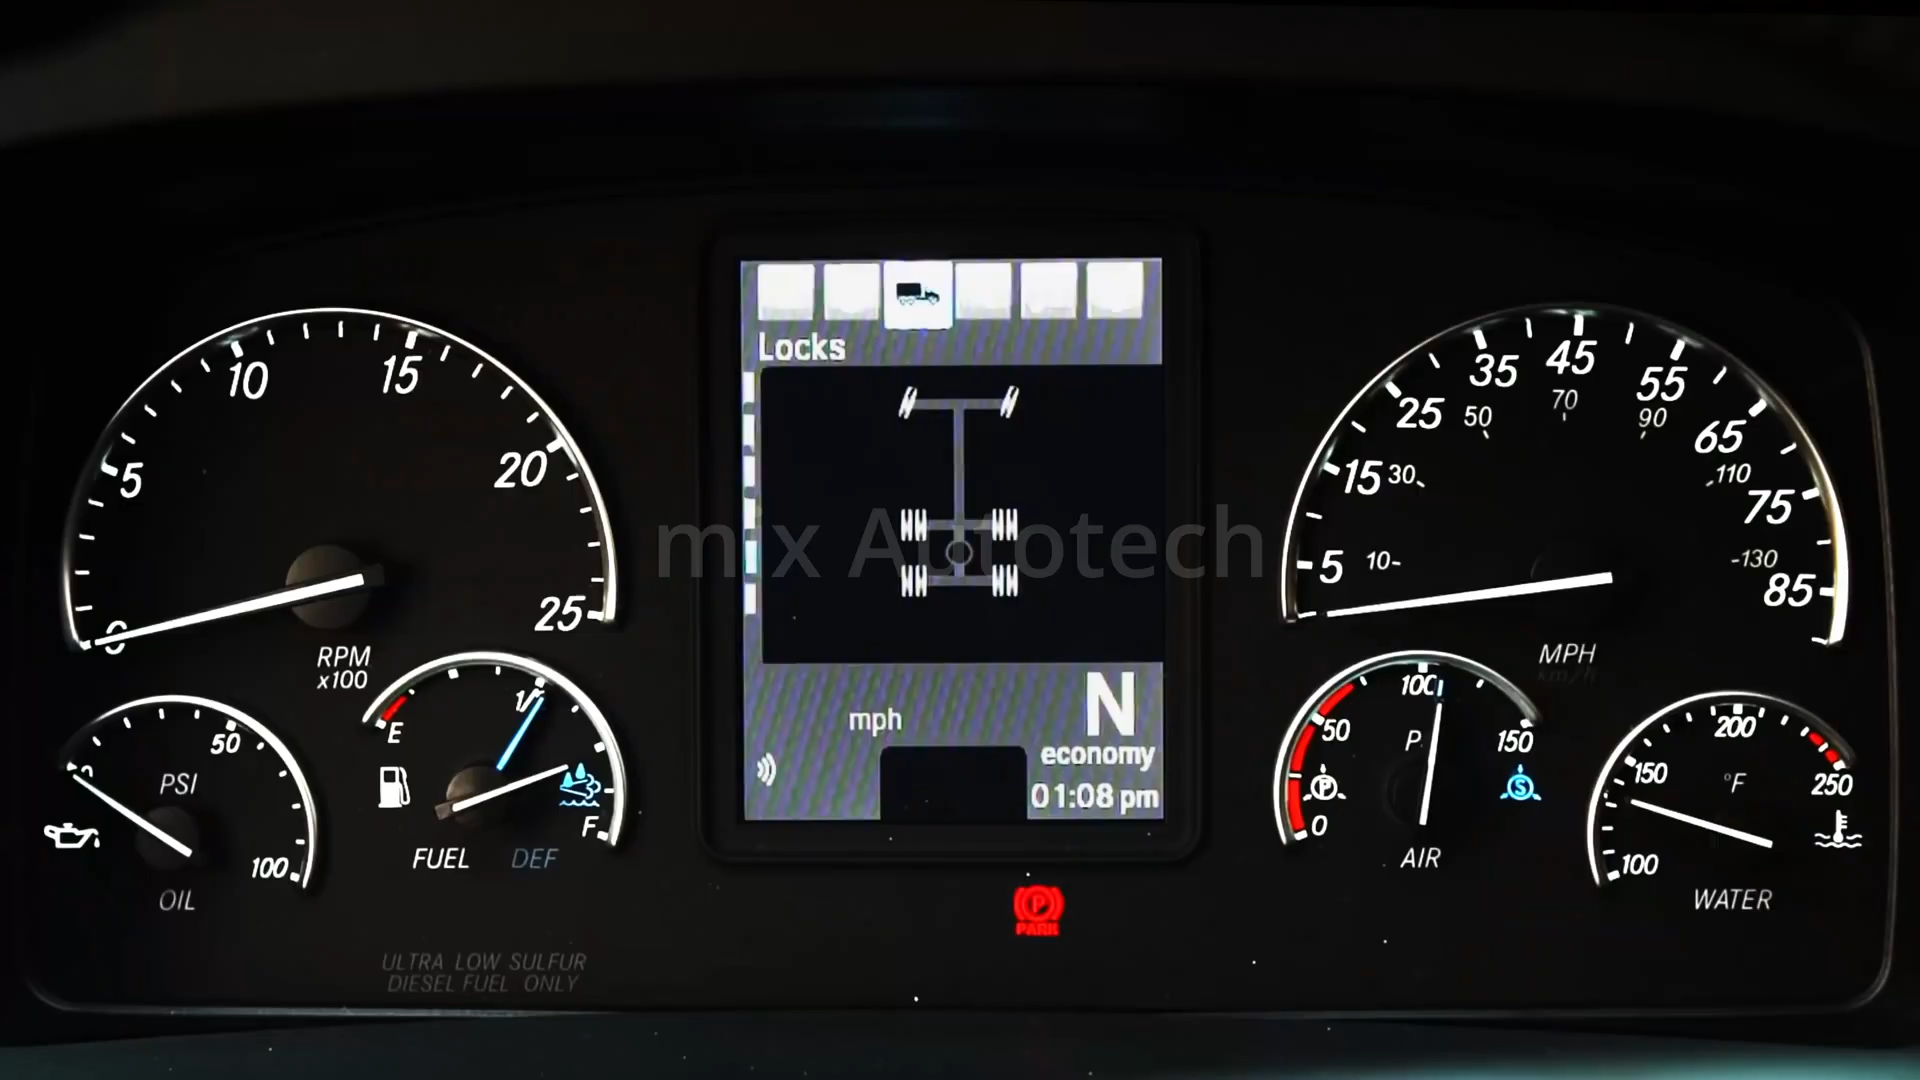 Locks
mph
N
economy
01:08 pm
0
5
10
15
20
25
RPM
x100
0
50
100
PSI
OIL
E
F
FUEL DEF
ULTRA LOW SULFUR
DIESEL FUEL ONLY
P
PARK
5
15
25
35
45
55
65
75
85
10
30
50
70
90
110
130
MPH
km/h
0
50
100
150
P
S
AIR
100
150
200
250
°F
WATER
mix Autotech